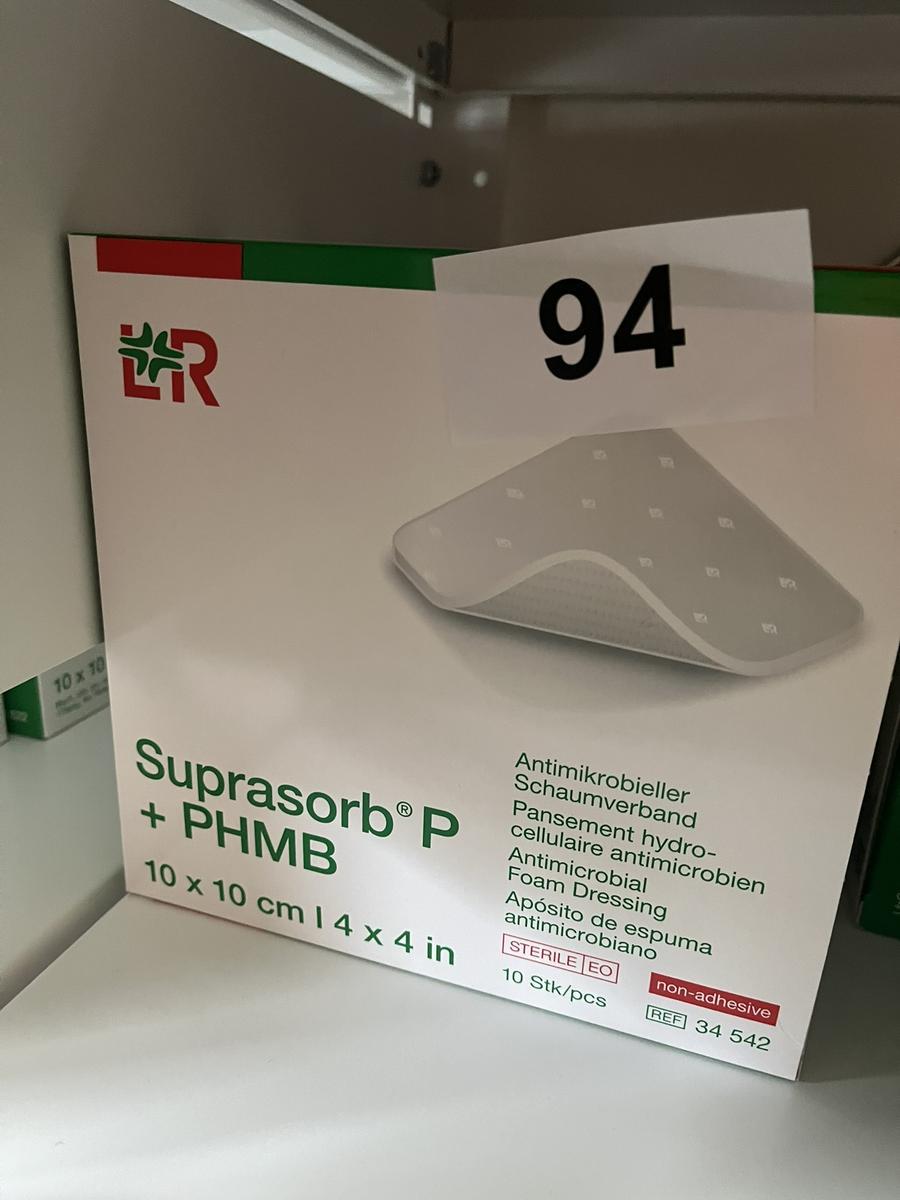 94
L&R
10 x 10
Suprasorb® P
+ PHMB
10 x 10 cm | 4 x 4 in
Antimikrobieller
Schaumverband
Pansement hydro-
cellulaire antimicrobien
Antimicrobial
Foam Dressing
Apósito de espuma
antimicrobiano
STERILE EO
10 Stk/pcs
non-adhesive
REF 34 542